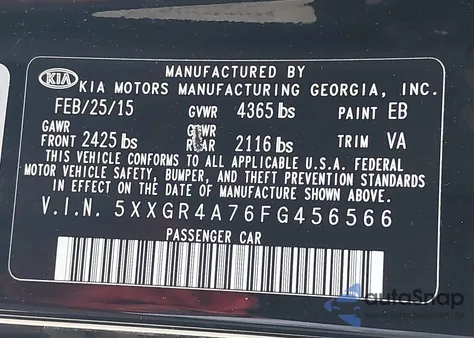 MANUFACTURED BY
KIA KIA MOTORS MANUFACTURING GEORGIA, INC.
FEB/25/15 GVWR 4365 lbs PAINT EB
GAWR
FRONT 2425 lbs REAR 2116 lbs TRIM VA
THIS VEHICLE CONFORMS TO ALL APPLICABLE U.S.A. FEDERAL
MOTOR VEHICLE SAFETY, BUMPER, AND THEFT PREVENTION STANDARDS
IN EFFECT ON THE DATE OF MANUFACTURE SHOWN ABOVE.
V.I.N. 5XXGR4A76FG456566
PASSENGER CAR
autoSnap